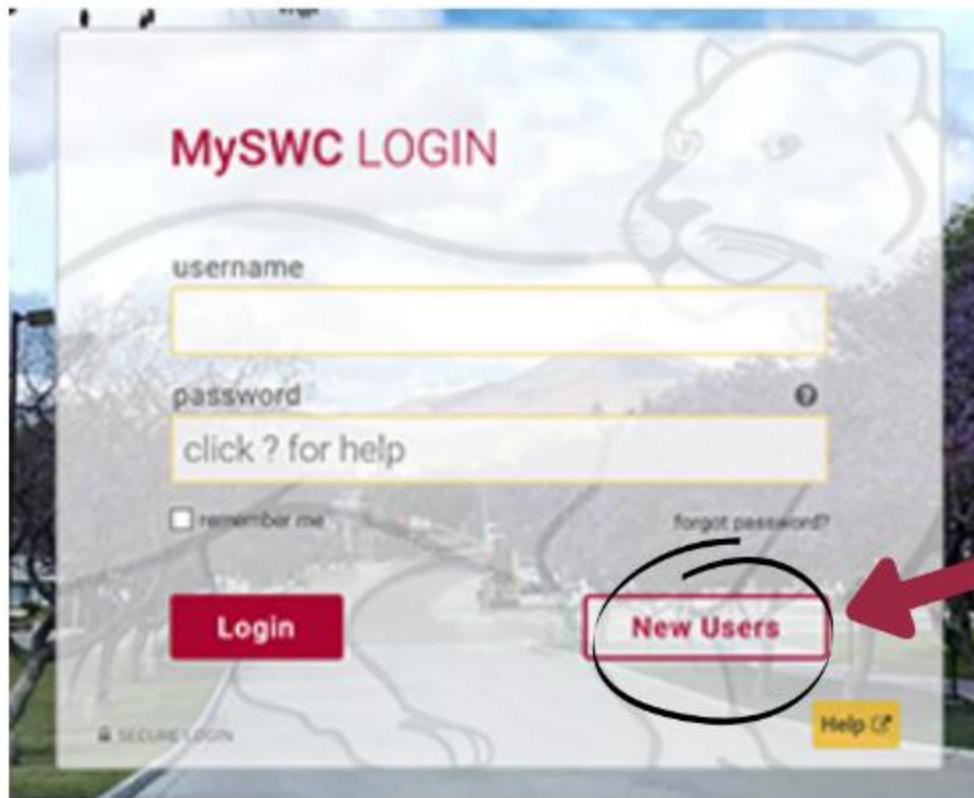 MySWC LOGIN
username
password
click ? for help
remember me
forgot password?
Login
New Users
SECURE LOGIN
Help